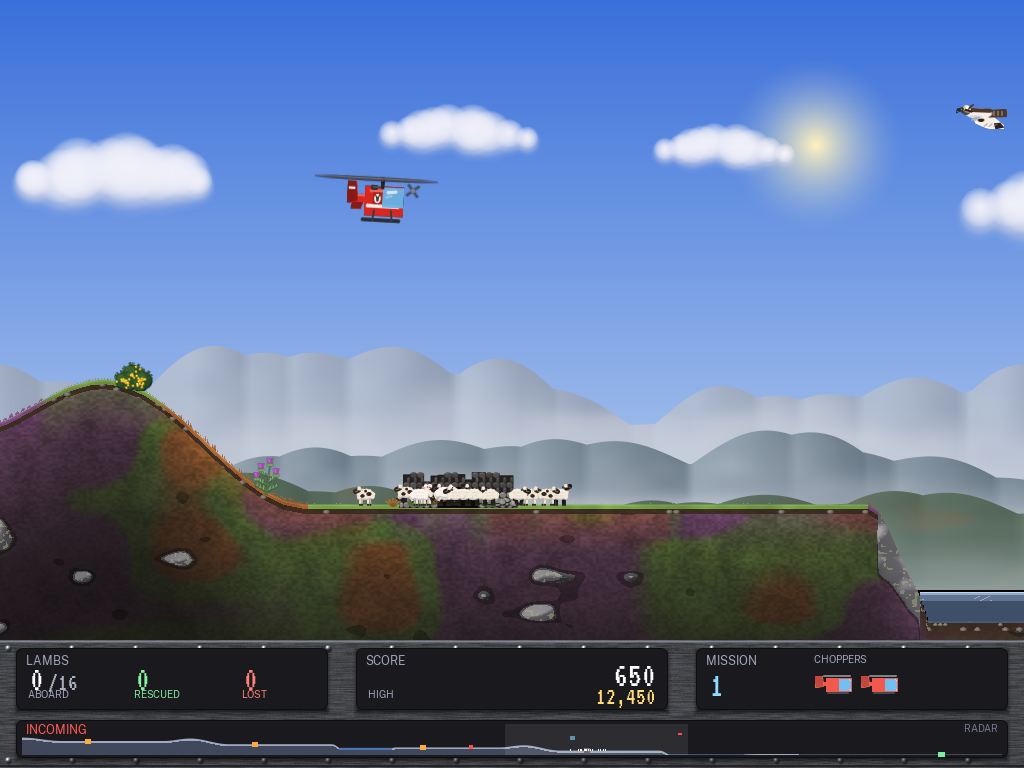 V
LAMBS
0/16
ABOARD
0
RESCUED
0
LOST
SCORE
650
HIGH
12,450
MISSION
1
CHOPPERS
INCOMING
RADAR